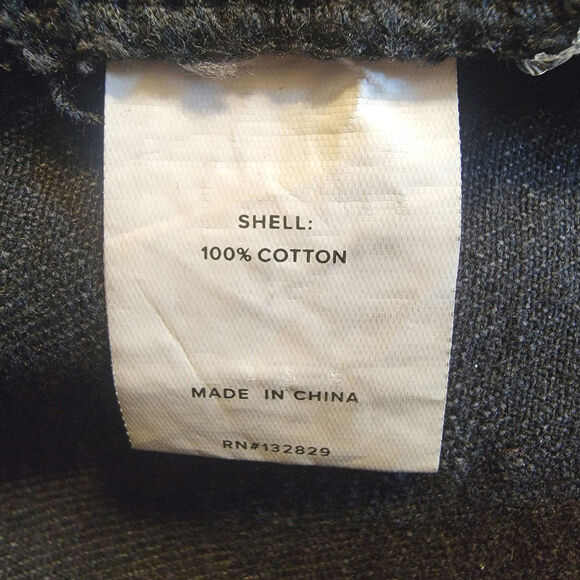 SHELL:
100% COTTON
MADE IN CHINA
RN#132829